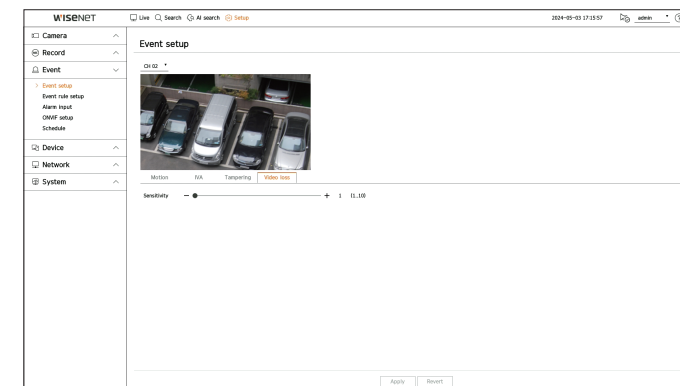 WISENET
Live Search AI search Setup
2024-05-03 17:15:57 admin
Camera
Record
Event
Event setup
Event rule setup
Alarm input
ONVIF setup
Schedule
Device
Network
System
Event setup
CH 02
Motion IVA Tampering Video loss
Sensitivity − + 1 (1..10)
Apply Revert